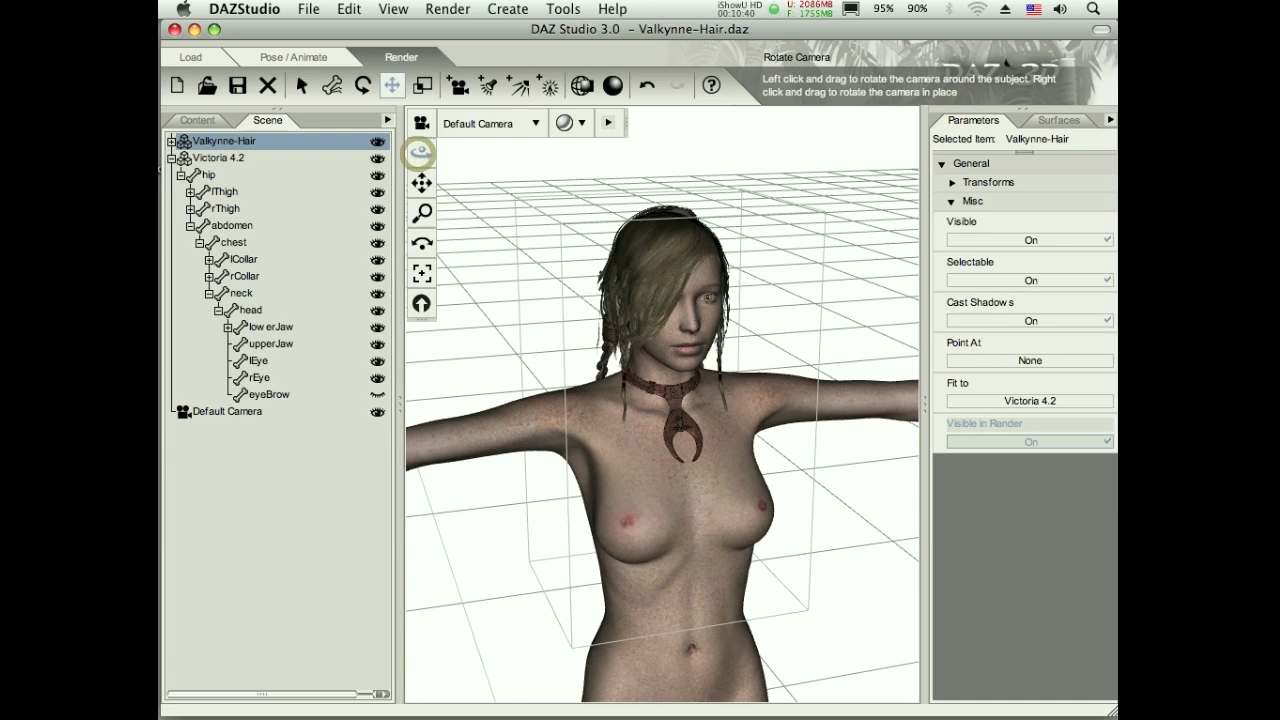 DAZStudio File Edit View Render Create Tools Help iShowU HD 00:10:40 U: 2086MB F: 1755MB 95% 90%
DAZ Studio 3.0 - Valkynne-Hair.daz
Load Pose / Animate Render
Rotate Camera
Left click and drag to rotate the camera around the subject. Right
click and drag to rotate the camera in place
Content Scene
Valkynne-Hair
Victoria 4.2
hip
lThigh
rThigh
abdomen
chest
lCollar
rCollar
neck
head
lowerJaw
upperJaw
lEye
rEye
eyeBrow
Default Camera
Default Camera
Parameters Surfaces
Selected Item: Valkynne-Hair
General
Transforms
Misc
Visible
On
Selectable
On
Cast Shadows
On
Point At
None
Fit to
Victoria 4.2
Visible in Render
On